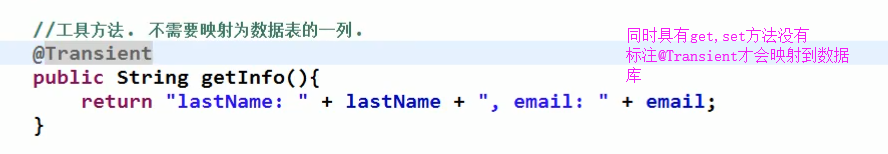 //工具方法. 不需要映射为数据表的一列.
@Transient
public String getInfo(){
return "lastName: " + lastName + ", email: " + email;
}
同时具有get,set方法没有
标注@Transient才会映射到数据
库